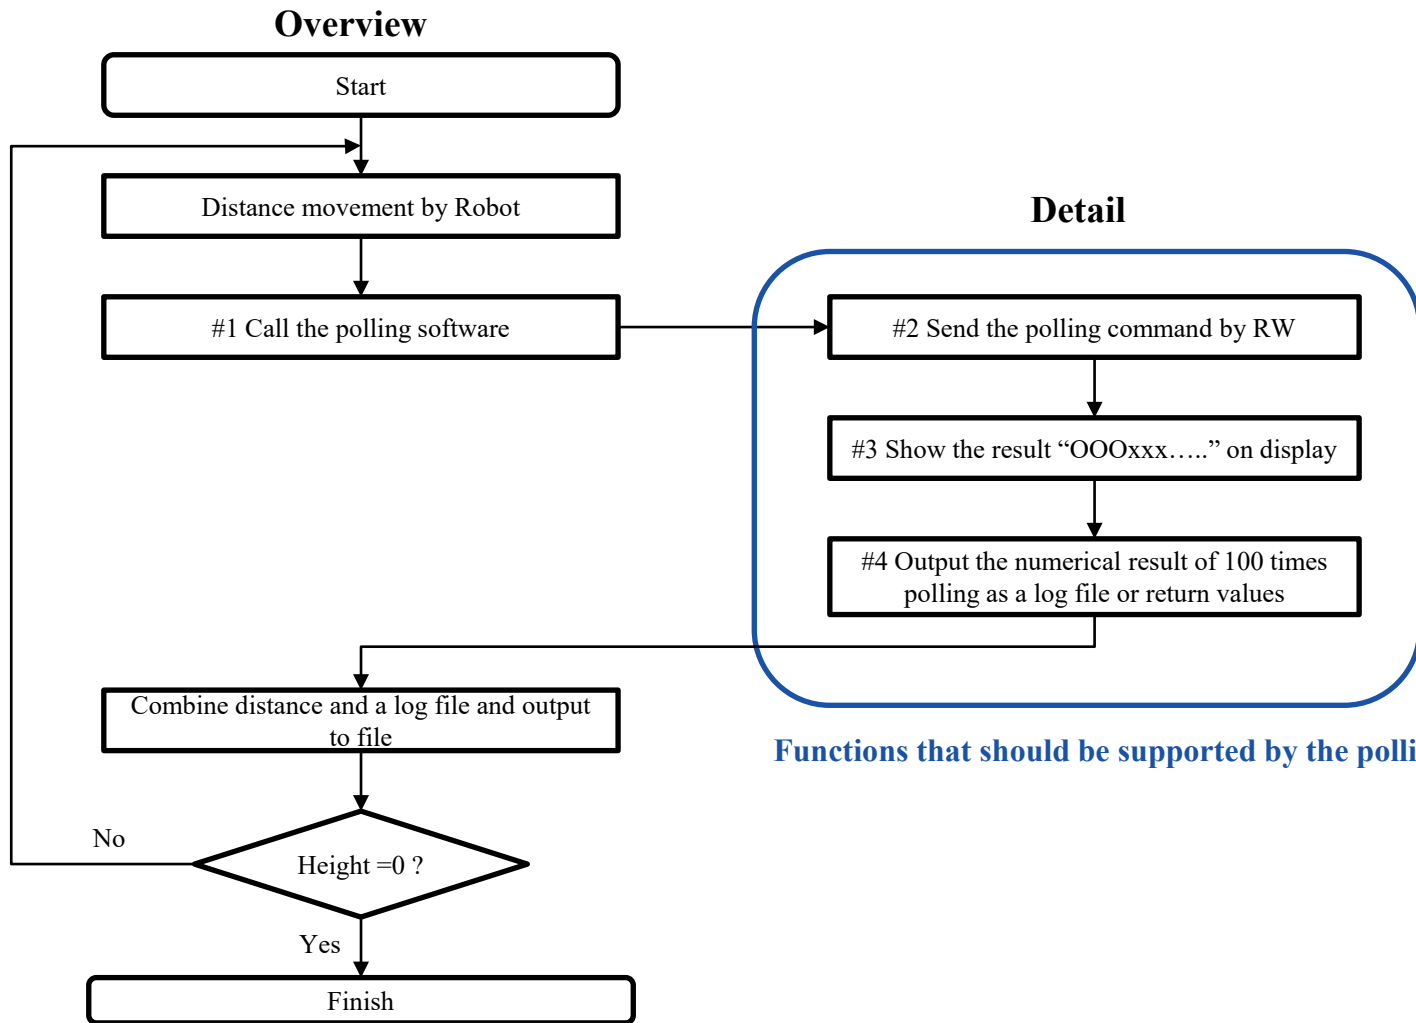 Overview
Start
Distance movement by Robot
#1 Call the polling software
Detail
#2 Send the polling command by RW
#3 Show the result “OOOxxx…..” on display
#4 Output the numerical result of 100 times
polling as a log file or return values
Functions that should be supported by the polli
Combine distance and a log file and output
to file
No
Height =0 ?
Yes
Finish